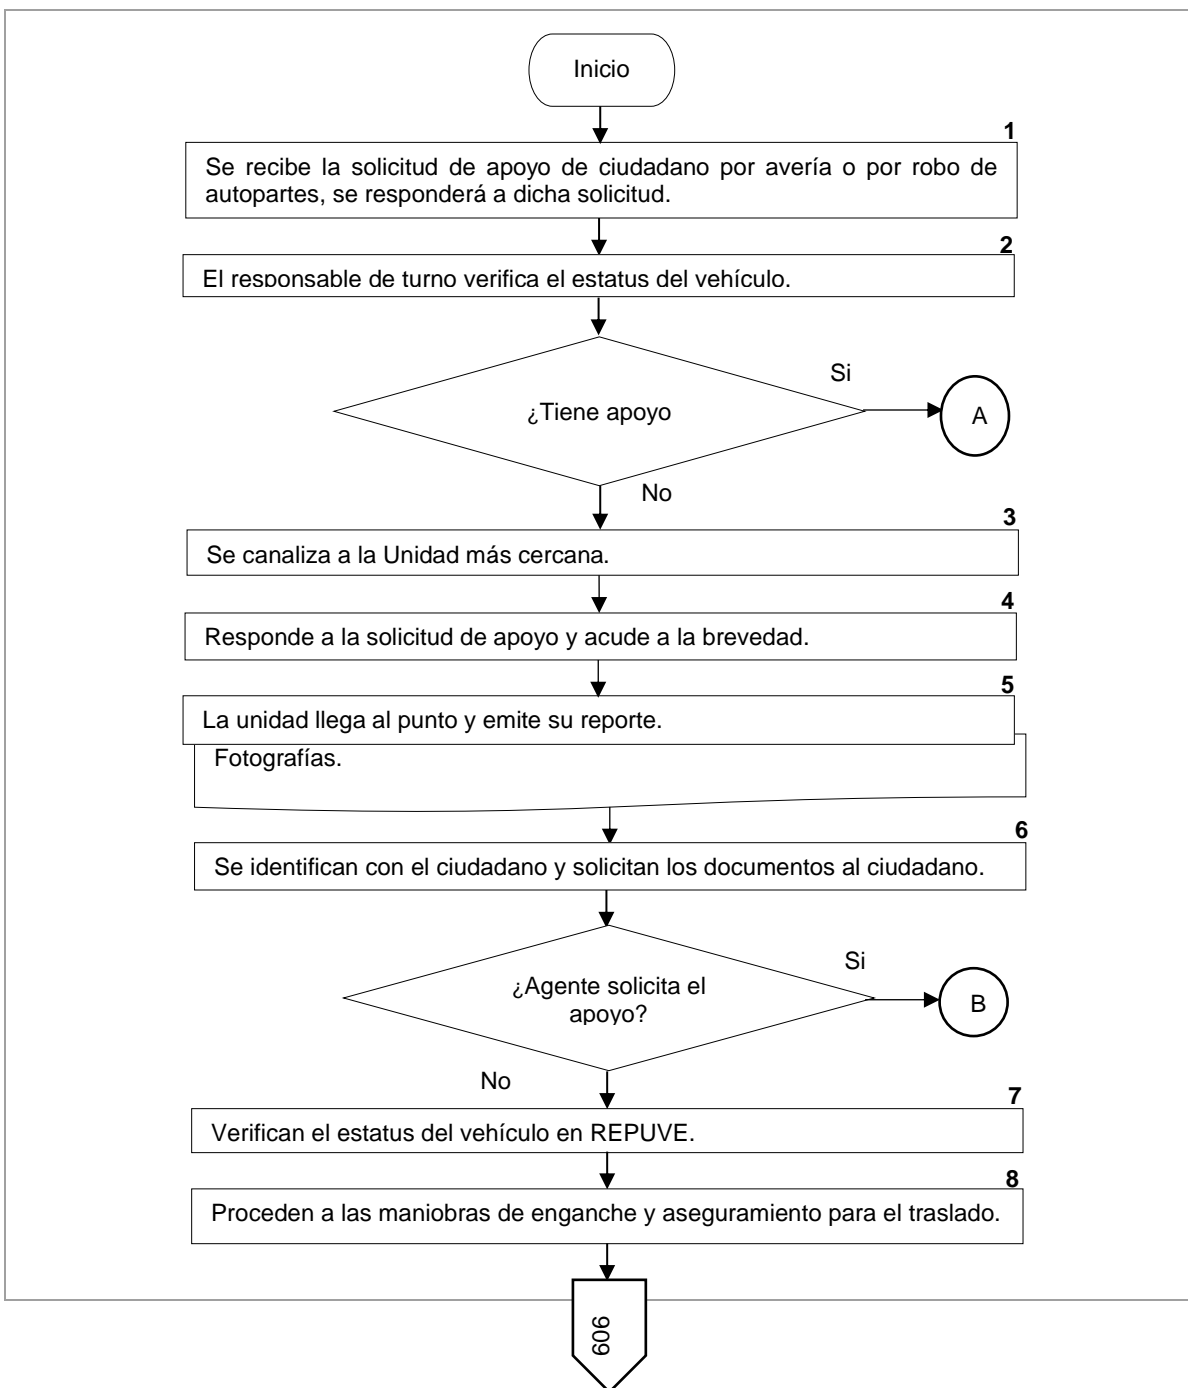 Inicio
1
Se recibe la solicitud de apoyo de ciudadano por avería o por robo de
autopartes, se responderá a dicha solicitud.
2
El responsable de turno verifica el estatus del vehículo.
Si
¿Tiene apoyo
A
No
3
Se canaliza a la Unidad más cercana.
4
Responde a la solicitud de apoyo y acude a la brevedad.
5
La unidad llega al punto y emite su reporte.
Fotografías.
6
Se identifican con el ciudadano y solicitan los documentos al ciudadano.
Si
¿Agente solicita el
apoyo?
B
No
7
Verifican el estatus del vehículo en REPUVE.
8
Proceden a las maniobras de enganche y aseguramiento para el traslado.
606